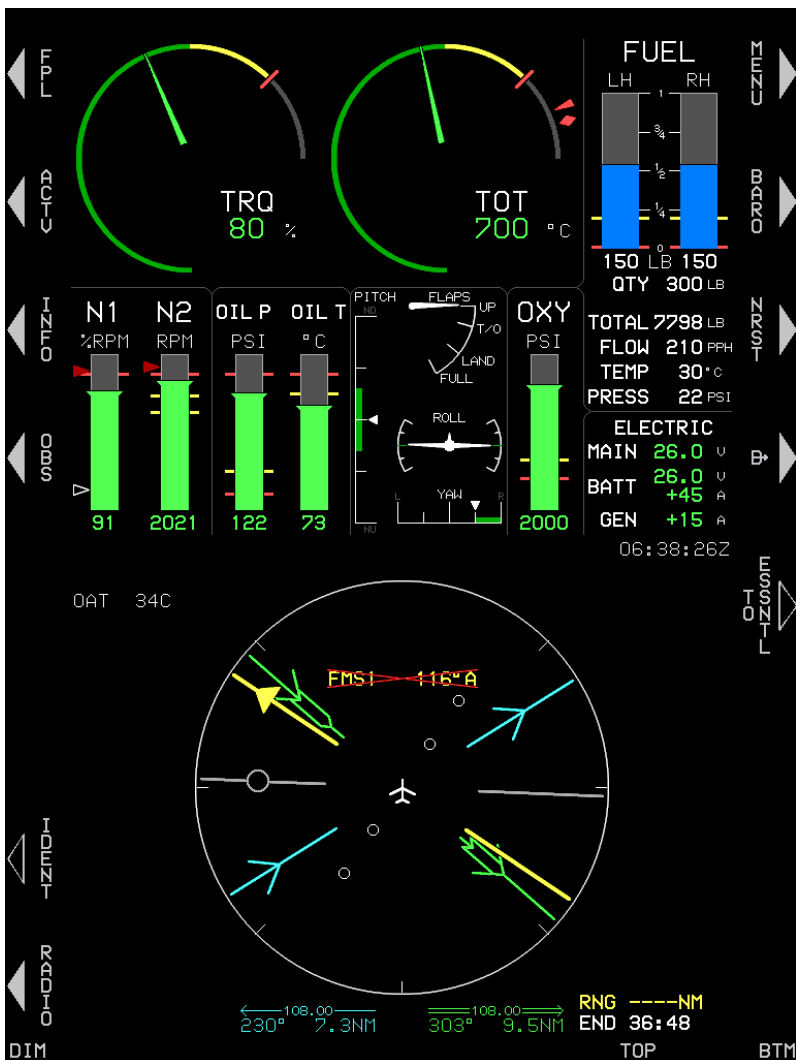 FPL
ACTV
INFO
OBS
IDENT
RADIO
DIM
TRQ
80 %
TOT
700 °C
FUEL
LH RH
1
3/4
1/2
1/4
0
150 LB 150
QTY 300 LB
TOTAL 7798 LB
FLOW 210 PPH
TEMP 30°C
PRESS 22 PSI
ELECTRIC
MAIN 26.0 V
BATT 26.0 V
+45 A
GEN +15 A
06:38:26Z
N1 N2
%RPM RPM
91 2021
OIL P OIL T
PSI °C
122 73
PITCH
ND
NU
FLAPS
UP
T/O
LAND
FULL
ROLL
YAW
L R
OXY
PSI
2000
MENU
BARO
NRST
D→
ESSNTL
TO
OAT 34C
FMS1 116°A
108.00
230° 7.3NM
108.00
303° 9.5NM
RNG ----NM
END 36:48
TOP
BTM